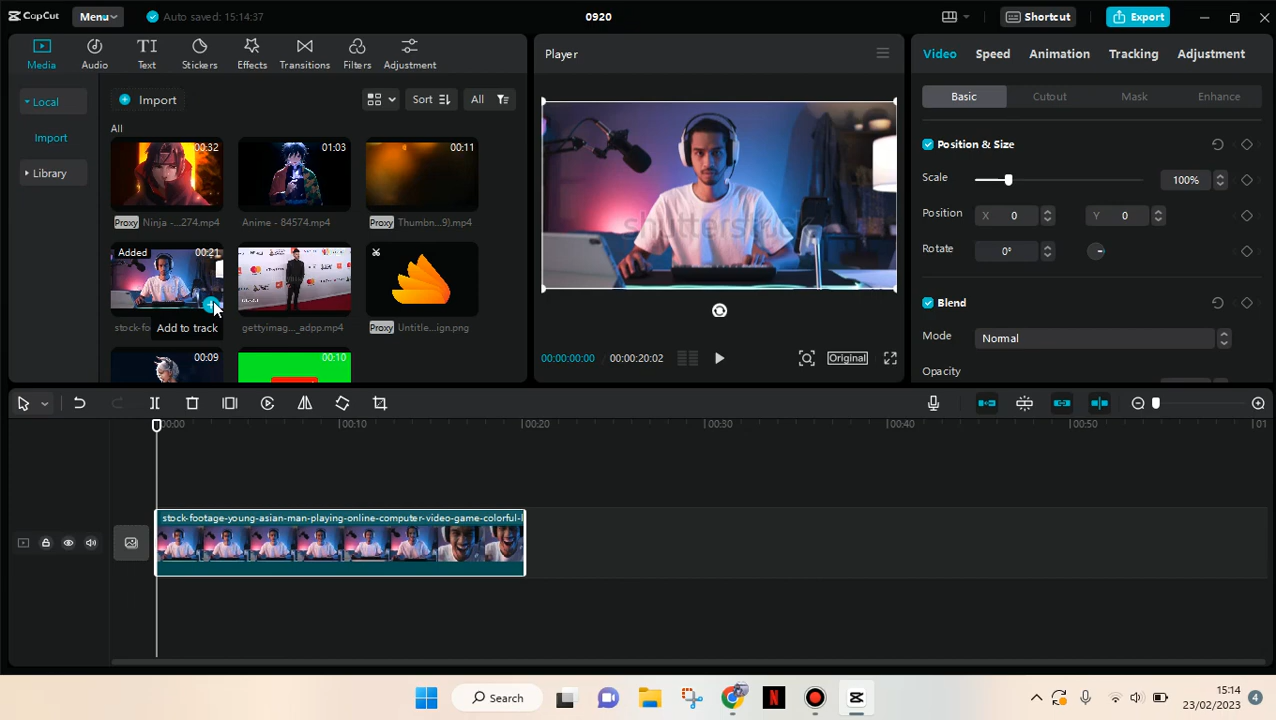 CapCut Menu Auto saved: 15:14:37 0920 Shortcut Export
Media Audio Text Stickers Effects Transitions Filters Adjustment
Local
Import
Library
Import Sort All
All
00:32 01:03 00:11
Proxy Ninja -...274.mp4 Anime - 84574.mp4 Proxy Thumbn...9).mp4
Added 00:21
stock-fo
gettyimag..._adpp.mp4 Proxy Untitle...ign.png
Add to track
00:09 00:10
Player
shutterstock
00:00:00:00 00:00:20:02 Original
Video Speed Animation Tracking Adjustment
Basic Cutout Mask Enhance
Position & Size
Scale 100%
Position X 0 Y 0
Rotate 0°
Blend
Mode Normal
Opacity
00:00 00:10 00:20 00:30 00:40 00:50 01
stock-footage-young-asian-man-playing-online-computer-video-game-colorful-l
Search
15:14
23/02/2023 4